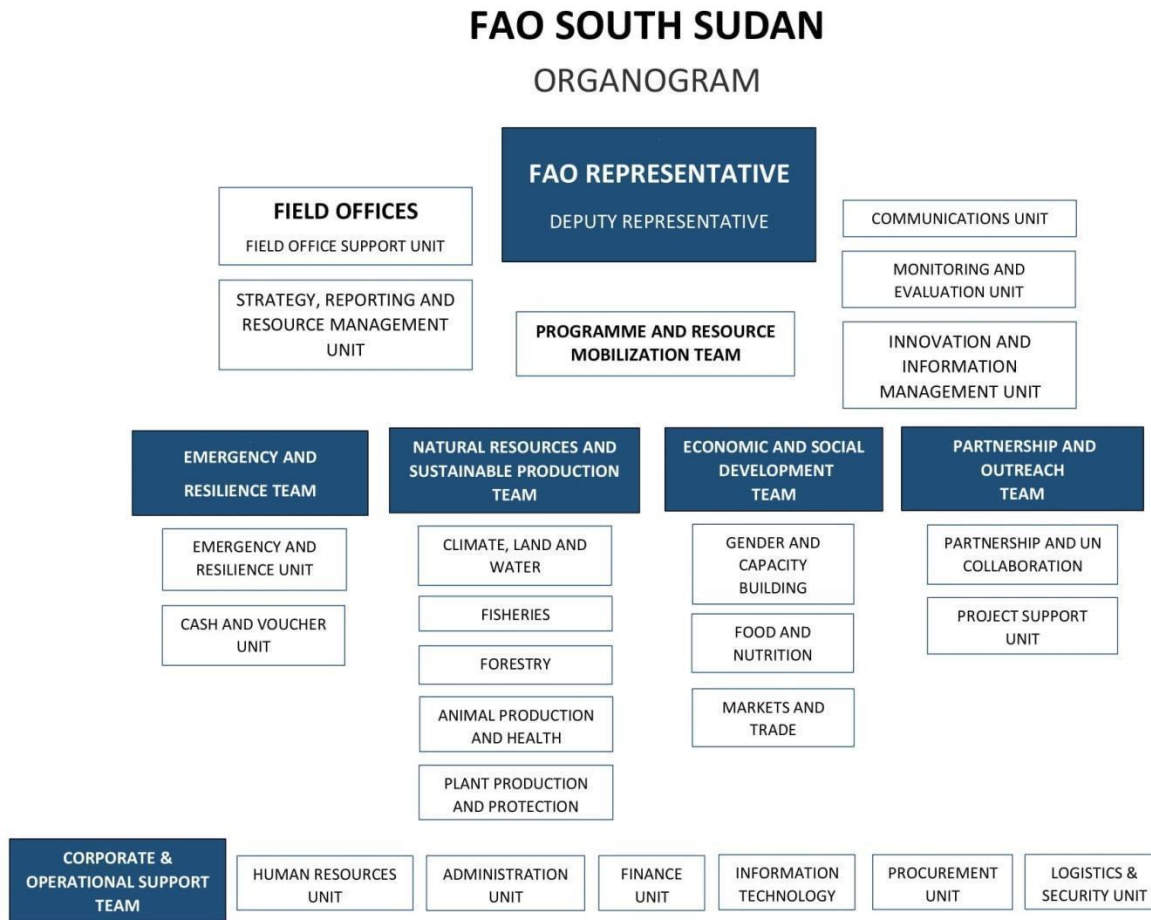 FAO SOUTH SUDAN
ORGANOGRAM
FAO REPRESENTATIVE
DEPUTY REPRESENTATIVE
FIELD OFFICES
FIELD OFFICE SUPPORT UNIT
STRATEGY, REPORTING AND
RESOURCE MANAGEMENT
UNIT
PROGRAMME AND RESOURCE
MOBILIZATION TEAM
COMMUNICATIONS UNIT
MONITORING AND
EVALUATION UNIT
INNOVATION AND
INFORMATION
MANAGEMENT UNIT
EMERGENCY AND
RESILIENCE TEAM
EMERGENCY AND
RESILIENCE UNIT
CASH AND VOUCHER
UNIT
NATURAL RESOURCES AND
SUSTAINABLE PRODUCTION
TEAM
CLIMATE, LAND AND
WATER
FISHERIES
FORESTRY
ANIMAL PRODUCTION
AND HEALTH
PLANT PRODUCTION
AND PROTECTION
ECONOMIC AND SOCIAL
DEVELOPMENT
TEAM
GENDER AND
CAPACITY
BUILDING
FOOD AND
NUTRITION
MARKETS AND
TRADE
PARTNERSHIP AND
OUTREACH
TEAM
PARTNERSHIP AND UN
COLLABORATION
PROJECT SUPPORT
UNIT
CORPORATE &
OPERATIONAL SUPPORT
TEAM
HUMAN RESOURCES
UNIT
ADMINISTRATION
UNIT
FINANCE
UNIT
INFORMATION
TECHNOLOGY
PROCUREMENT
UNIT
LOGISTICS &
SECURITY UNIT